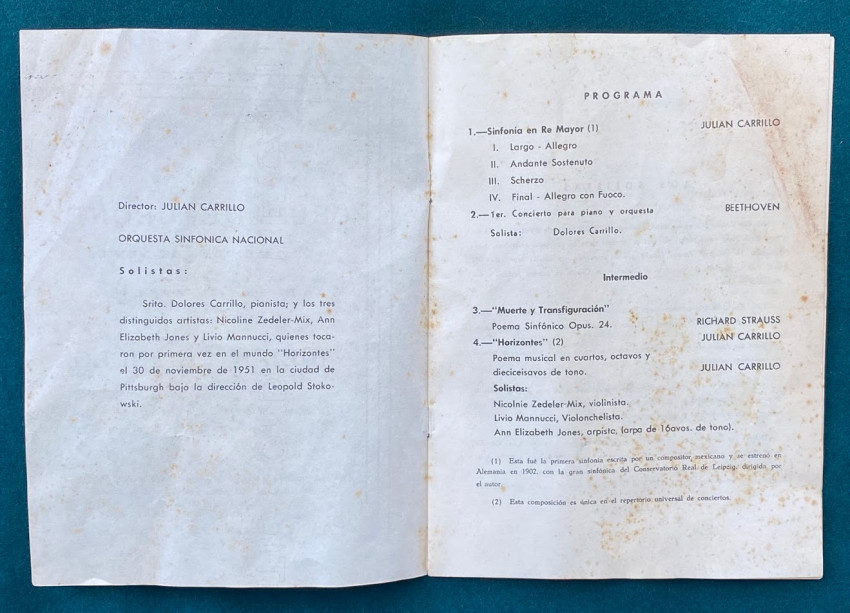 Director: JULIAN CARRILLO
ORQUESTA SINFONICA NACIONAL
Solistas:
Srita. Dolores Carrillo, pianista; y los tres
distinguidos artistas: Nicoline Zedeler-Mix, Ann
Elizabeth Jones y Livio Mannucci, quienes toca-
ron por primera vez en el mundo "Horizontes"
el 30 de noviembre de 1951 en la ciudad de
Pittsburgh bajo la dirección de Leopold Stoko-
wski.
PROGRAMA
1.—Sinfonía en Re Mayor (1) JULIAN CARRILLO
I. Largo - Allegro
II. Andante Sostenuto
III. Scherzo
IV. Final - Allegro con Fuoco.
2.—1er. Concierto para piano y orquesta BEETHOVEN
Solista: Dolores Carrillo.
Intermedio
3.—"Muerte y Transfiguración"
Poema Sinfónico Opus. 24. RICHARD STRAUSS
4.—"Horizontes" (2) JULIAN CARRILLO
Poema musical en cuartos, octavos y
dieciceisavos de tono. JULIAN CARRILLO
Solistas:
Nicolnie Zedeler-Mix, violinista.
Livio Mannucci, Violonchelista.
Ann Elizabeth Jones, arpista, (arpa de 16avos. de tono).
(1) Esta fué la primera sinfonía escrita por un compositor mexicano y se estrenó en
Alemania en 1902, con la gran sinfónica del Conservatorio Real de Leipzig, dirigida por
el autor.
(2) Esta composición es única en el repertorio universal de conciertos.